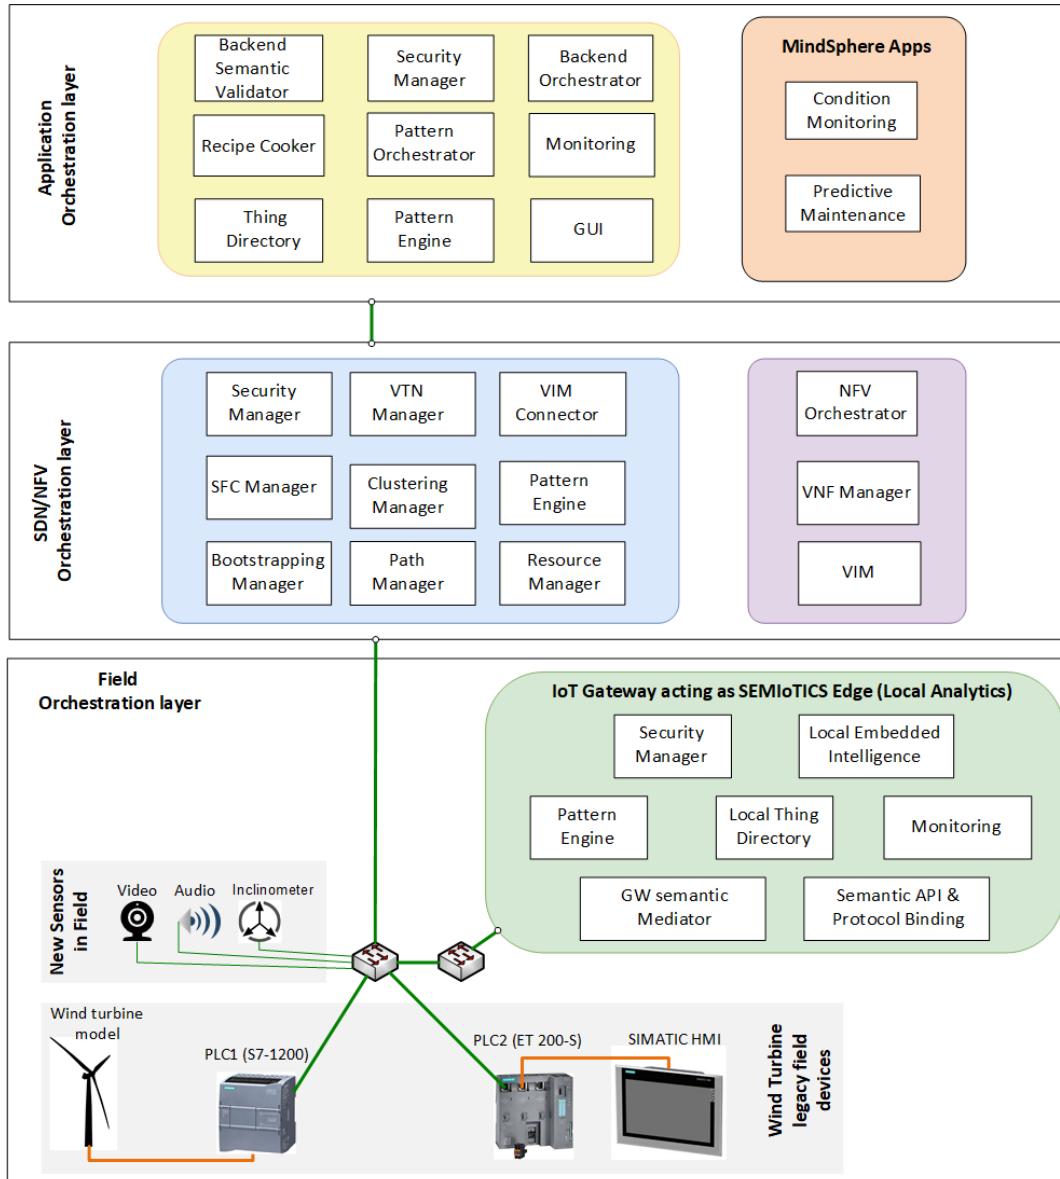 Application
Orchestration layer
Backend
Semantic
Validator
Security
Manager
Backend
Orchestrator
Recipe Cooker
Pattern
Orchestrator
Monitoring
Thing
Directory
Pattern
Engine
GUI
MindSphere Apps
Condition
Monitoring
Predictive
Maintenance
SDN/NFV
Orchestration layer
Security
Manager
VTN
Manager
VIM
Connector
SFC Manager
Clustering
Manager
Pattern
Engine
Bootstrapping
Manager
Path
Manager
Resource
Manager
NFV
Orchestrator
VNF Manager
VIM
Field
Orchestration layer
IoT Gateway acting as SEMIoTICS Edge (Local Analytics)
Security
Manager
Local Embedded
Intelligence
Pattern
Engine
Local Thing
Directory
Monitoring
GW semantic
Mediator
Semantic API &
Protocol Binding
New Sensors
in Field
Video
Audio
Inclinometer
Wind turbine
model
PLC1 (S7-1200)
PLC2 (ET 200-S)
SIMATIC HMI
Wind Turbine
legacy field
devices